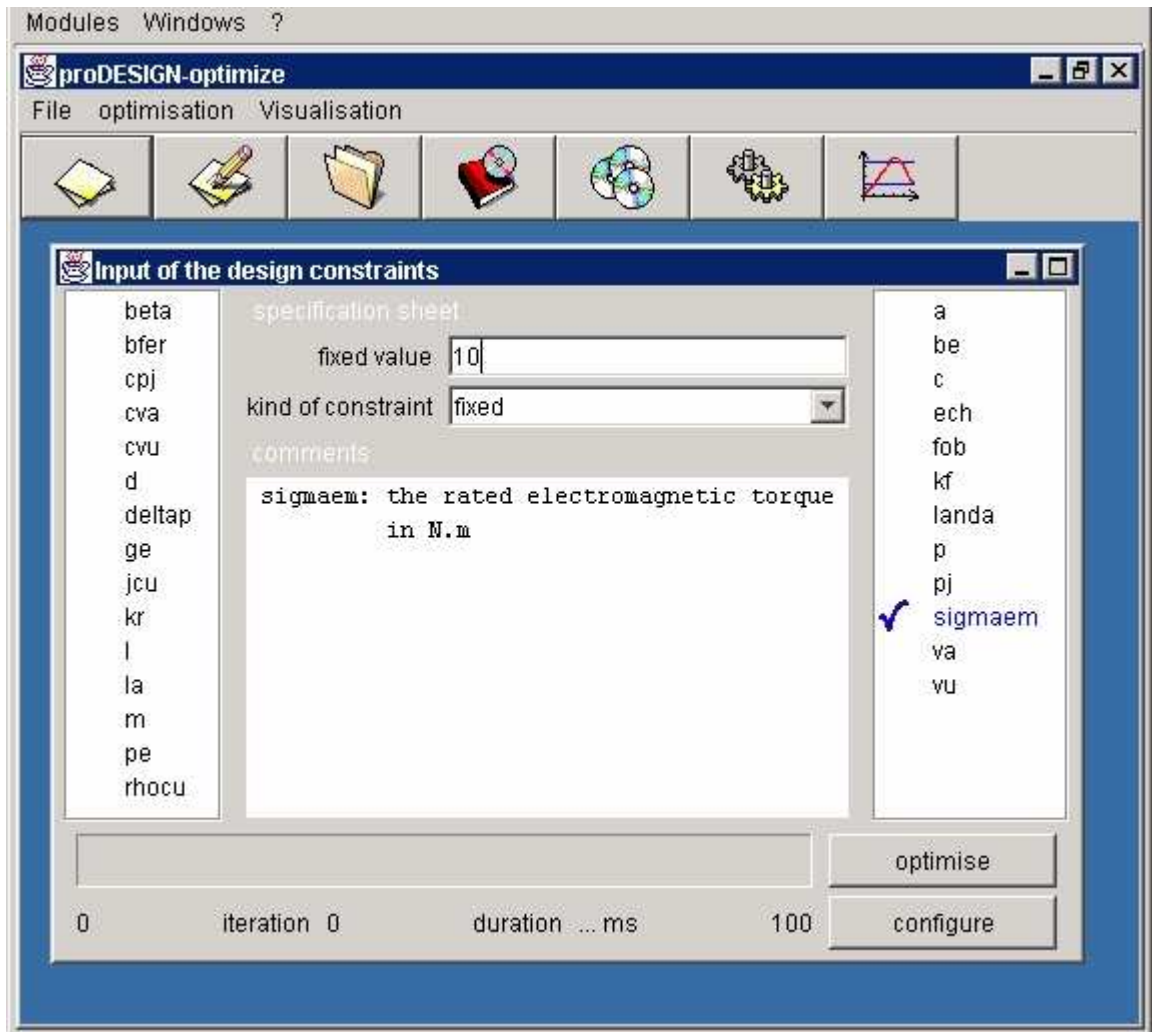 Modules Windows ?
proDESIGN-optimize
File optimisation Visualisation
Input of the design constraints
beta
bfer
cpj
cva
cvu
d
deltap
ge
jcu
kr
l
la
m
pe
rhocu
specification sheet
fixed value 10
kind of constraint fixed
comments
sigmaem: the rated electromagnetic torque
in N.m
a
be
c
ech
fob
kf
landa
p
pj
sigmaem
va
vu
optimise
0 iteration 0 duration ... ms 100
configure